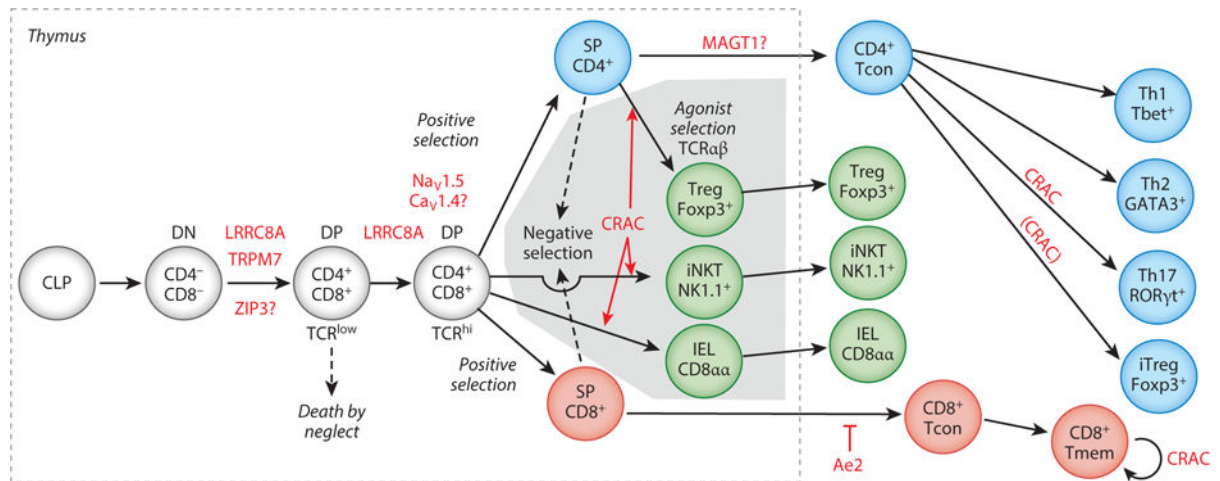 Thymus
CLP
DN
CD4⁻
CD8⁻
LRRC8A
TRPM7
ZIP3?
DP
CD4⁺
CD8⁺
TCRˡᵒʷ
Death by
neglect
LRRC8A
DP
CD4⁺
CD8⁺
TCRʰⁱ
Positive
selection
Naᵥ1.5
Caᵥ1.4?
Positive
selection
SP
CD4⁺
Negative
selection
SP
CD8⁺
CRAC
Agonist
selection
TCRαβ
Treg
Foxp3⁺
iNKT
NK1.1⁺
IEL
CD8αα
Treg
Foxp3⁺
iNKT
NK1.1⁺
IEL
CD8αα
MAGT1?
CD4⁺
Tcon
CRAC
(CRAC)
Th1
Tbet⁺
Th2
GATA3⁺
Th17
RORγt⁺
iTreg
Foxp3⁺
Ae2
CD8⁺
Tcon
CD8⁺
Tmem
CRAC